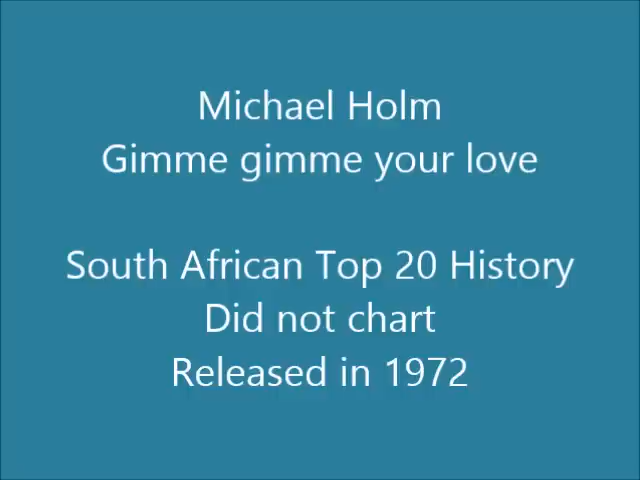 Michael Holm
Gimme gimme your love
South African Top 20 History
Did not chart
Released in 1972